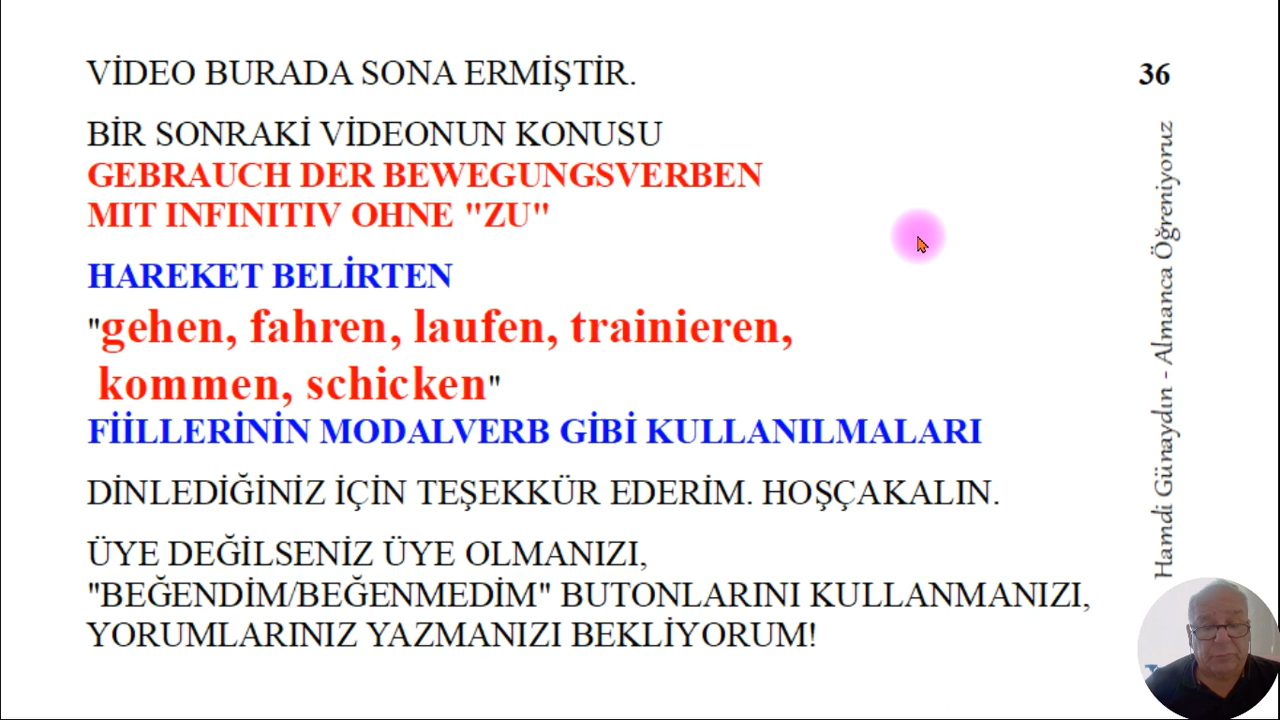 VİDEO BURADA SONA ERMİŞTİR.
36
BİR SONRAKİ VİDEONUN KONUSU
GEBRAUCH DER BEWEGUNGSVERBEN
MIT INFINITIV OHNE "ZU"
HAREKET BELİRTEN
"gehen, fahren, laufen, trainieren,
kommen, schicken"
FİİLLERİNİN MODALVERB GİBİ KULLANILMALARI
DİNLEDİĞİNİZ İÇİN TEŞEKKÜR EDERİM. HOŞÇAKALIN.
ÜYE DEĞİLSENİZ ÜYE OLMANIZI,
"BEĞENDİM/BEĞENMEDİM" BUTONLARINI KULLANMANIZI,
YORUMLARINIZ YAZMANIZI BEKLİYORUM!
Hamdi Günaydın - Almanca Öğreniyoruz